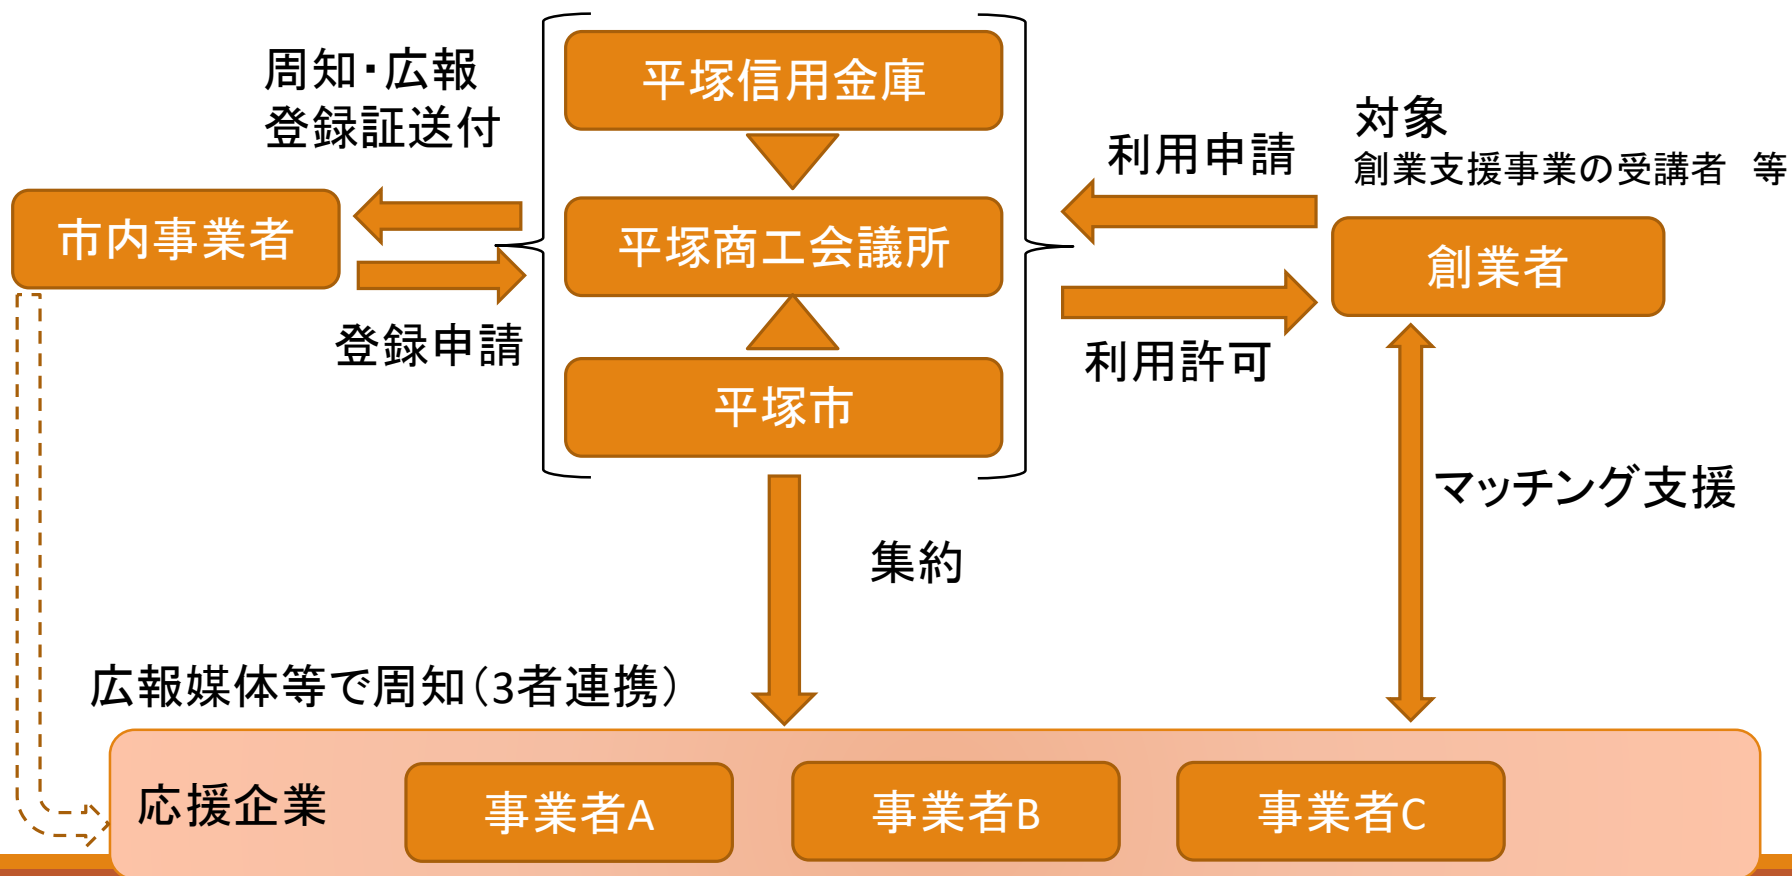 周知・広報
登録証送付
平塚信用金庫
対象
創業支援事業の受講者　等
利用申請
市内事業者
平塚商工会議所
創業者
登録申請
利用許可
平塚市
マッチング支援
集約
広報媒体等で周知（3者連携）
応援企業
事業者A
事業者B
事業者C